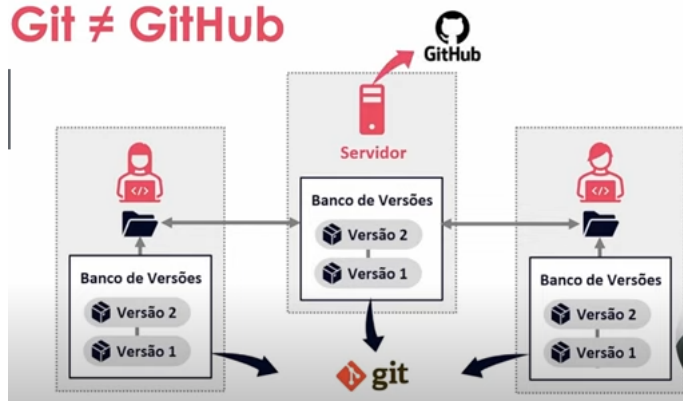 Git ≠ GitHub
GitHub
Servidor
</>
</>
Banco de Versões
Versão 2
Versão 1
Banco de Versões
Versão 2
Versão 1
Banco de Versões
Versão 2
Versão 1
git